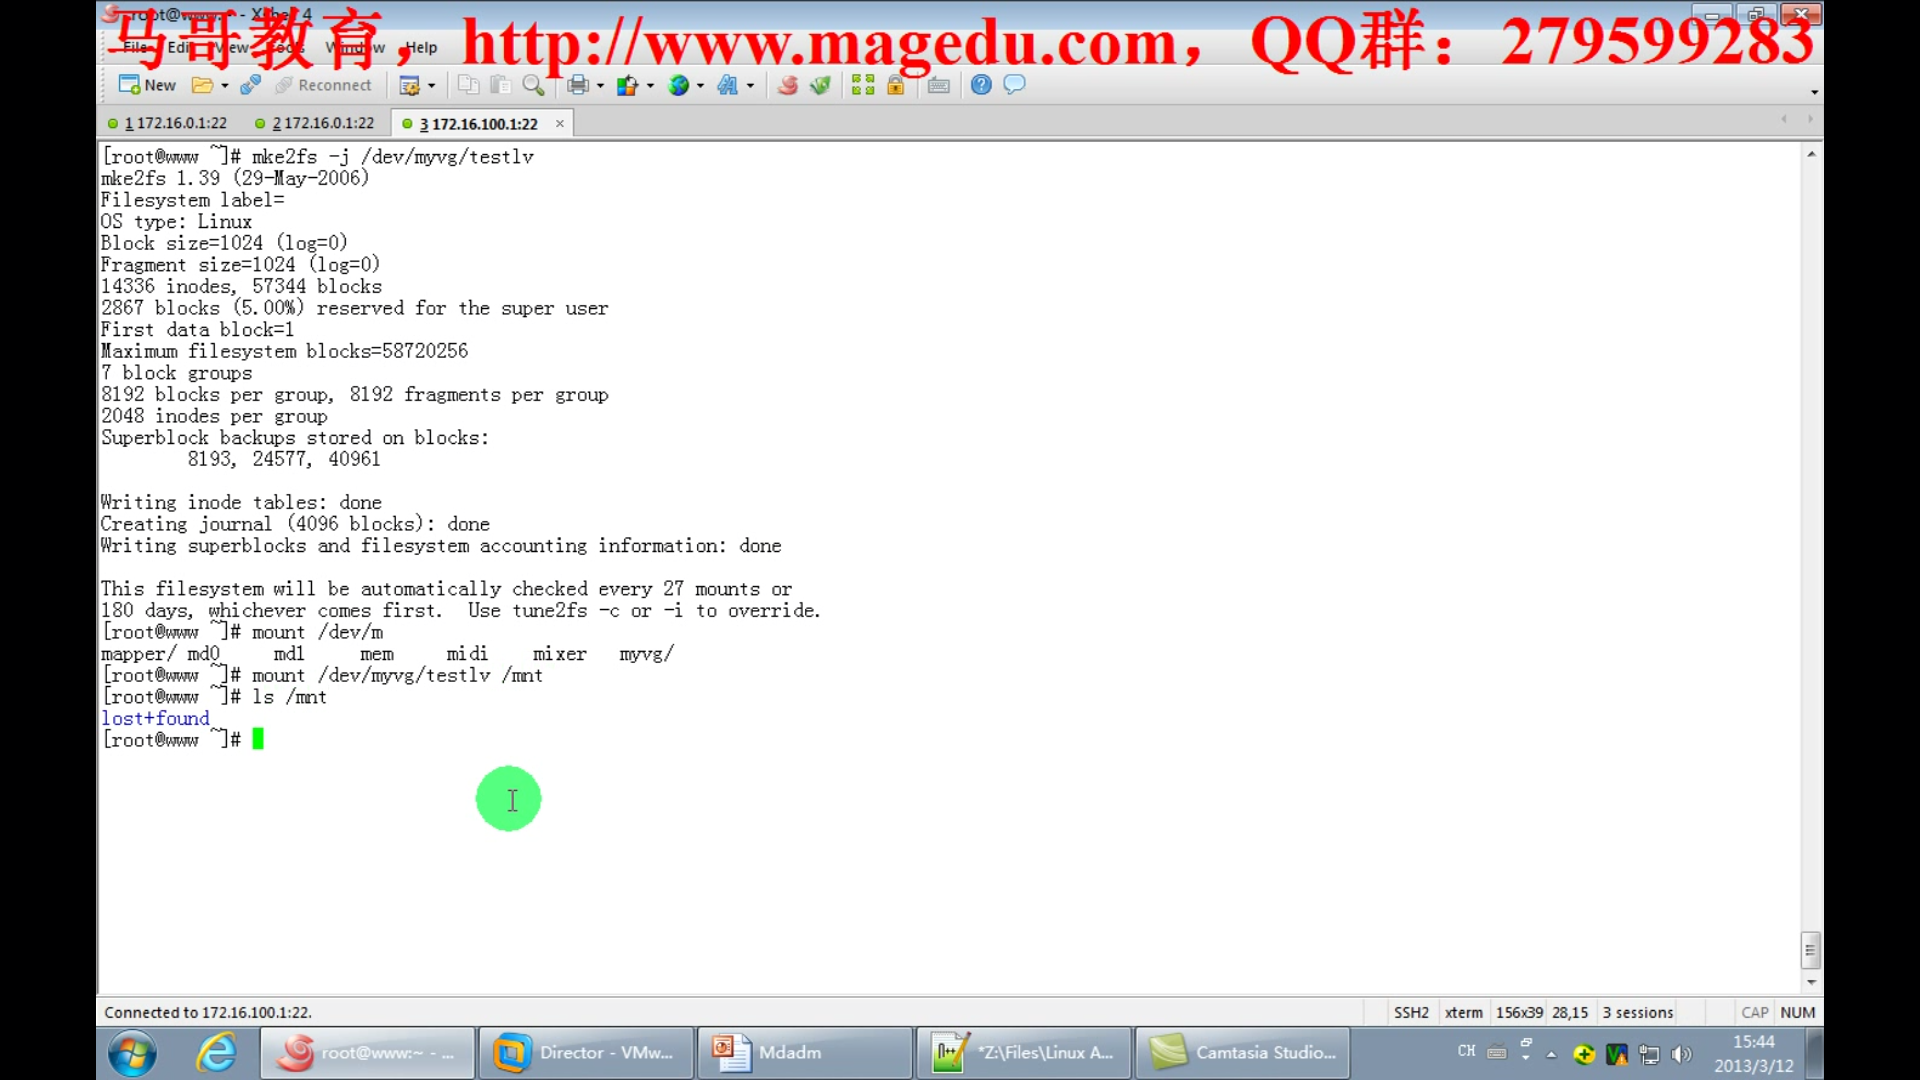 root@www:~ - Xshell 4
马哥教育，http://www.magedu.com，QQ群：279599283
File Edit View Tools Window Help
New Reconnect
1 172.16.0.1:22 2 172.16.0.1:22 3 172.16.100.1:22
[root@www ~]# mke2fs -j /dev/myvg/testlv
mke2fs 1.39 (29-May-2006)
Filesystem label=
OS type: Linux
Block size=1024 (log=0)
Fragment size=1024 (log=0)
14336 inodes, 57344 blocks
2867 blocks (5.00%) reserved for the super user
First data block=1
Maximum filesystem blocks=58720256
7 block groups
8192 blocks per group, 8192 fragments per group
2048 inodes per group
Superblock backups stored on blocks:
8193, 24577, 40961
Writing inode tables: done
Creating journal (4096 blocks): done
Writing superblocks and filesystem accounting information: done
This filesystem will be automatically checked every 27 mounts or
180 days, whichever comes first.  Use tune2fs -c or -i to override.
[root@www ~]# mount /dev/m
mapper/ md0 md1 mem midi mixer myvg/
[root@www ~]# mount /dev/myvg/testlv /mnt
[root@www ~]# ls /mnt
lost+found
[root@www ~]#
Connected to 172.16.100.1:22. SSH2 xterm 156x39 28,15 3 sessions CAP NUM
root@www:~ - ... Director - VMw... Mdadm *Z:\Files\Linux A... Camtasia Studio... CH 15:44
2013/3/12